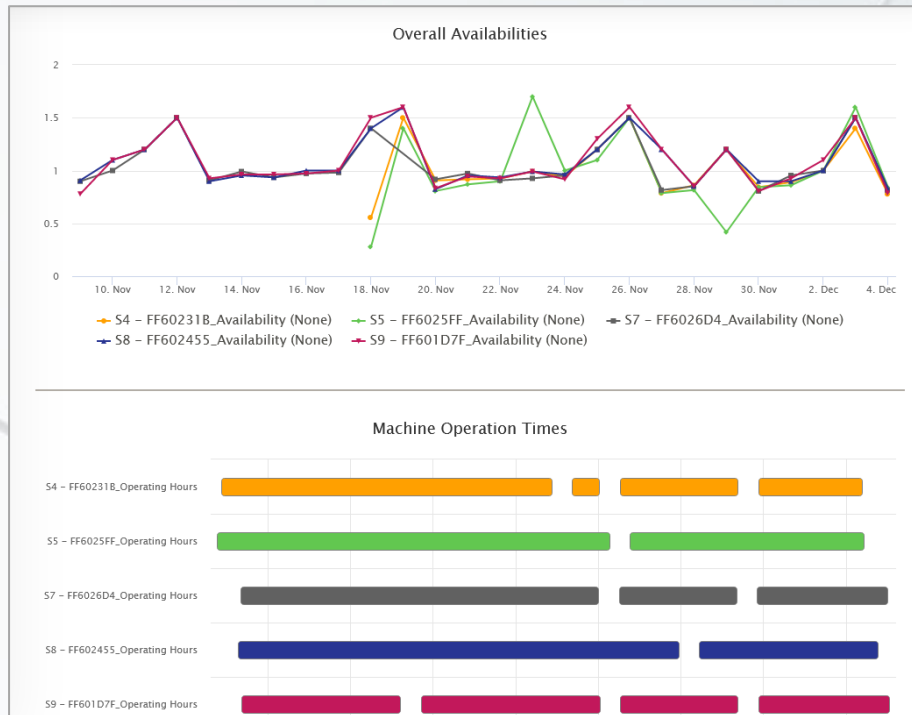 Overall Availabilities
2
1.5
1
0.5
0
10. Nov 12. Nov 14. Nov 16. Nov 18. Nov 20. Nov 22. Nov 24. Nov 26. Nov 28. Nov 30. Nov 2. Dec 4. Dec
S4 - FF60231B_Availability (None) S5 - FF6025FF_Availability (None) S7 - FF6026D4_Availability (None)
S8 - FF602455_Availability (None) S9 - FF601D7F_Availability (None)
Machine Operation Times
S4 - FF60231B_Operating Hours
S5 - FF6025FF_Operating Hours
S7 - FF6026D4_Operating Hours
S8 - FF602455_Operating Hours
S9 - FF601D7F_Operating Hours